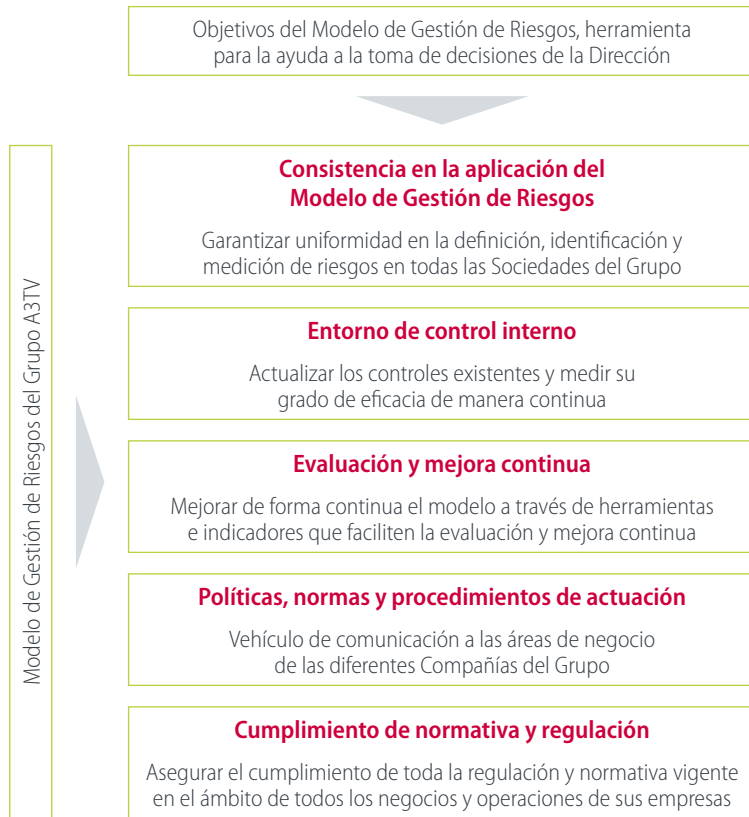 Objetivos del Modelo de Gestión de Riesgos, herramienta
para la ayuda a la toma de decisiones de la Dirección
Modelo de Gestión de Riesgos del Grupo A3TV
Consistencia en la aplicación del
Modelo de Gestión de Riesgos
Garantizar uniformidad en la definición, identificación y
medición de riesgos en todas las Sociedades del Grupo
Entorno de control interno
Actualizar los controles existentes y medir su
grado de eficacia de manera continua
Evaluación y mejora continua
Mejorar de forma continua el modelo a través de herramientas
e indicadores que faciliten la evaluación y mejora continua
Políticas, normas y procedimientos de actuación
Vehículo de comunicación a las áreas de negocio
de las diferentes Compañías del Grupo
Cumplimiento de normativa y regulación
Asegurar el cumplimiento de toda la regulación y normativa vigente
en el ámbito de todos los negocios y operaciones de sus empresas